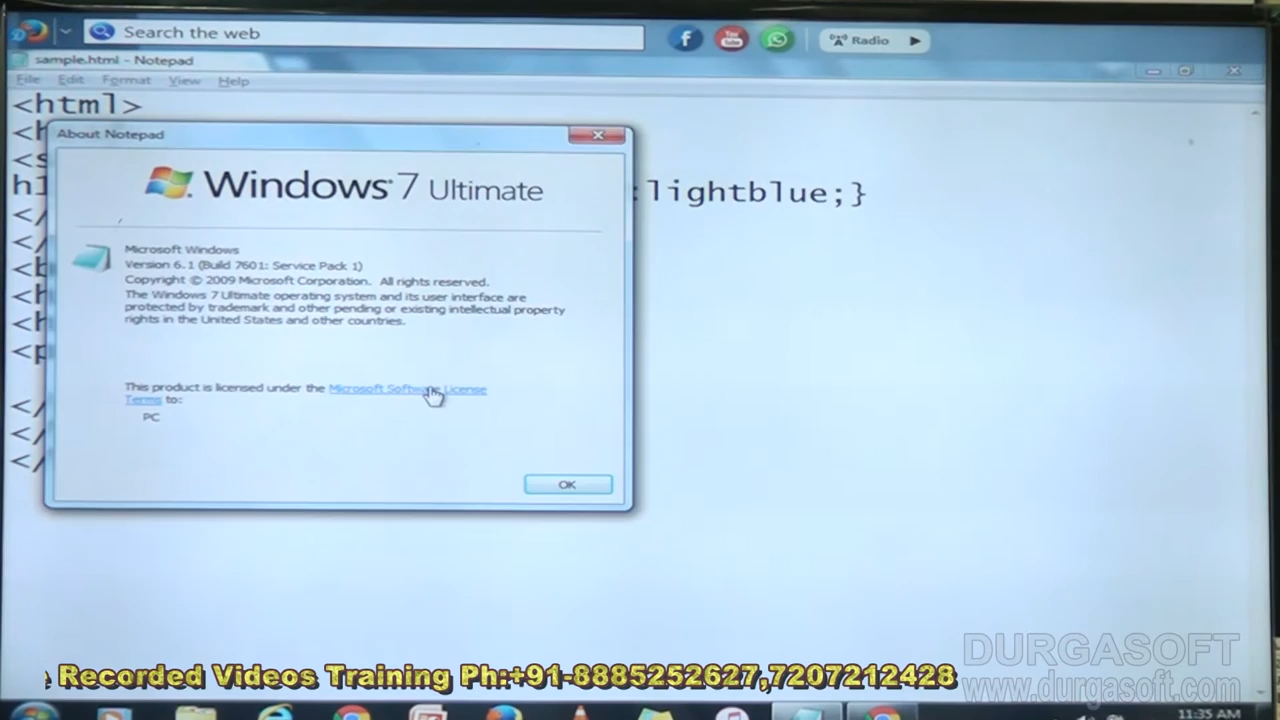 Search the web
Radio
sample.html - Notepad
File Edit Format View Help
<html>
About Notepad
Windows 7 Ultimate
:lightblue;}
Microsoft Windows
Version 6.1 (Build 7601: Service Pack 1)
Copyright © 2009 Microsoft Corporation. All rights reserved.
The Windows 7 Ultimate operating system and its user interface are
protected by trademark and other pending or existing intellectual property
rights in the United States and other countries.
This product is licensed under the Microsoft Software License
Terms to:
PC
OK
DURGASOFT
Recorded Videos Training Ph:+91-8885252627,7207212428
www.durgasoft.com
11:35 AM